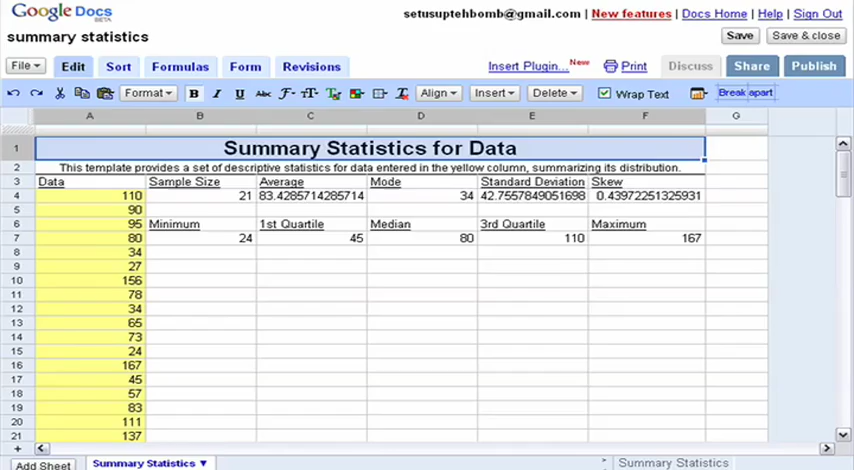 Google Docs
BETA
setusuptehbomb@gmail.com | New features | Docs Home | Help | Sign Out
summary statistics
Save Save & close
File Edit Sort Formulas Form Revisions Insert Plugin... New Print Discuss Share Publish
Format B I U Abc F T T Align Insert Delete Wrap Text Break apart
A B C D E F G
1 Summary Statistics for Data
2 This template provides a set of descriptive statistics for data entered in the yellow column, summarizing its distribution.
3 Data Sample Size Average Mode Standard Deviation Skew
4 110 21 83.4285714285714 34 42.7557849051698 0.43972251325931
5 90
6 95 Minimum 1st Quartile Median 3rd Quartile Maximum
7 80 24 45 80 110 167
8 34
9 27
10 156
11 78
12 34
13 65
14 73
15 24
16 167
17 45
18 57
19 83
20 111
21 137
Add Sheet Summary Statistics Summary Statistics